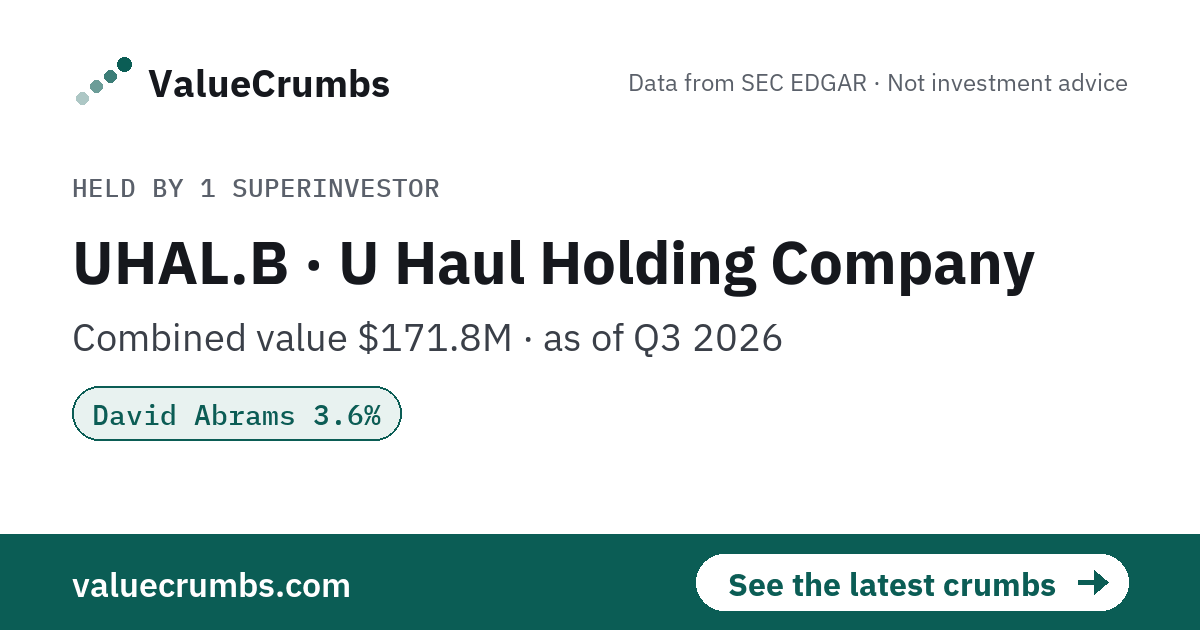 ValueCrumbs
Data from SEC EDGAR · Not investment advice
HELD BY 1 SUPERINVESTOR
UHAL.B · U Haul Holding Company
Combined value $171.8M · as of Q3 2026
David Abrams 3.6%
valuecrumbs.com
See the latest crumbs →